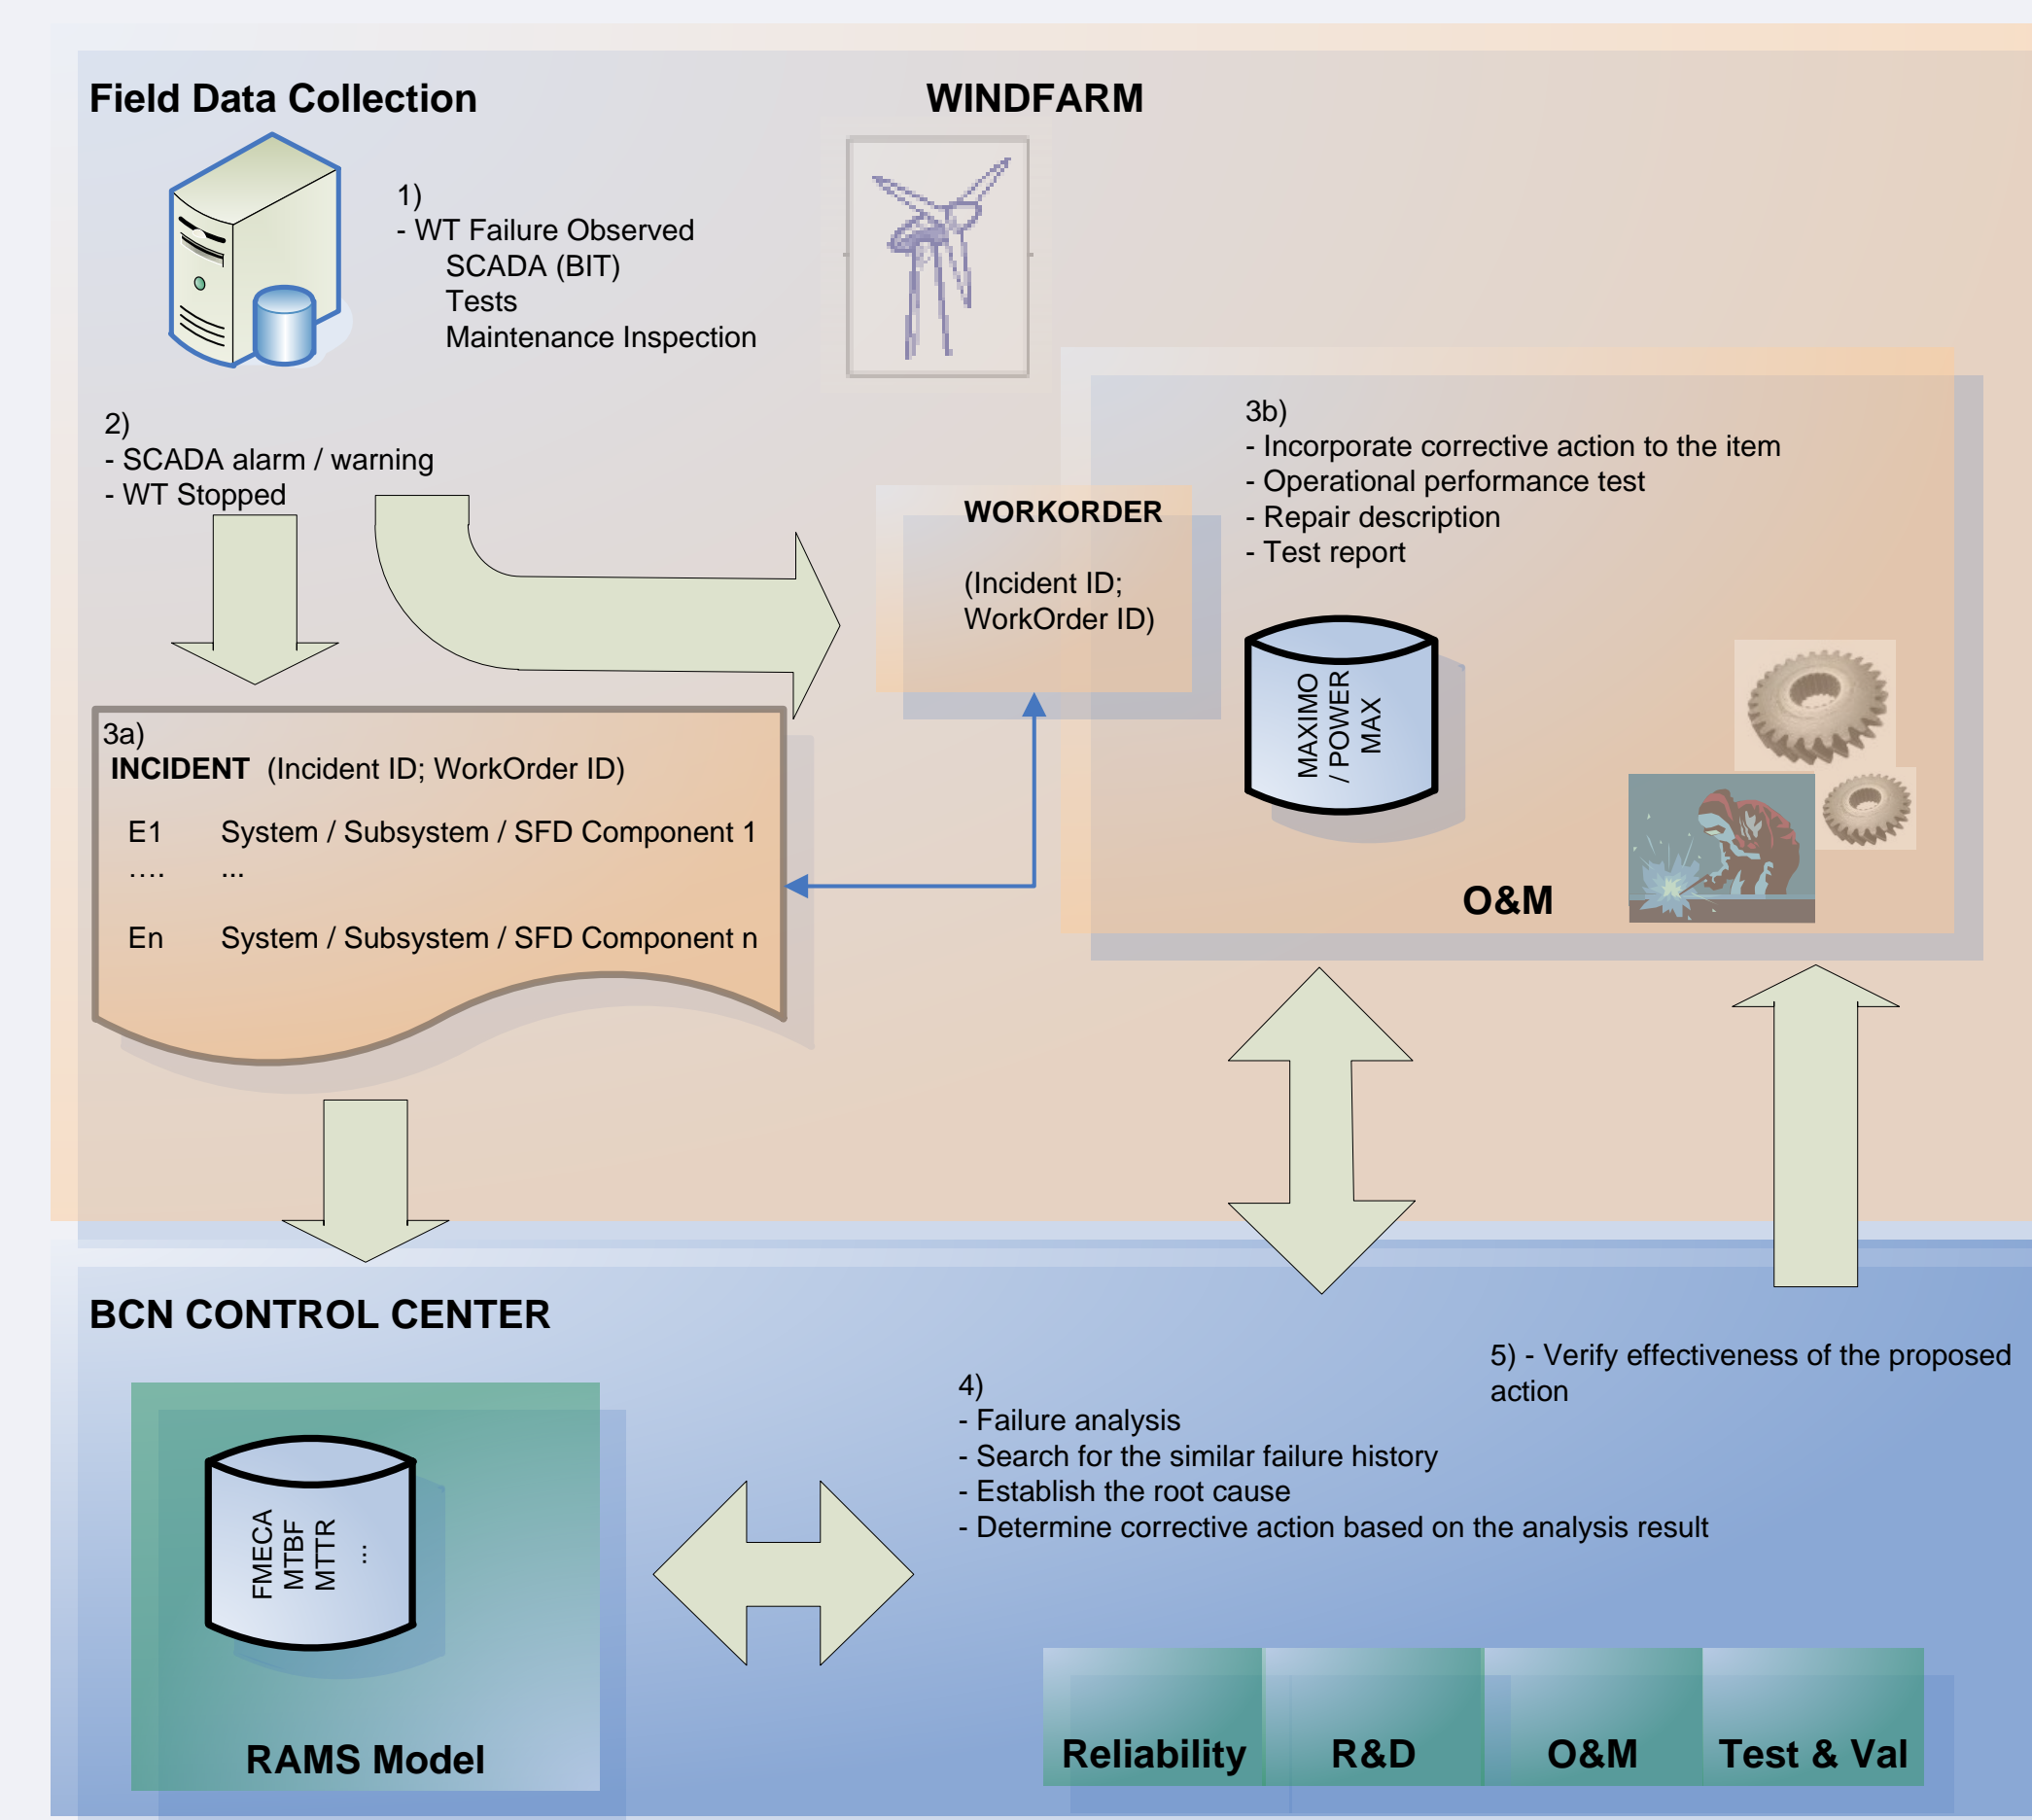 Field Data Collection
WINDFARM
1)
- WT Failure Observed
SCADA (BIT)
Tests
Maintenance Inspection
2)
- SCADA alarm / warning
- WT Stopped
3b)
- Incorporate corrective action to the item
- Operational performance test
- Repair description
- Test report
WORKORDER
(Incident ID;
WorkOrder ID)
MAXIMO
/ POWER
MAX
O&M
3a)
INCIDENT (Incident ID; WorkOrder ID)
E1 System / Subsystem / SFD Component 1
.... ...
En System / Subsystem / SFD Component n
BCN CONTROL CENTER
5) - Verify effectiveness of the proposed
action
4)
- Failure analysis
- Search for the similar failure history
- Establish the root cause
- Determine corrective action based on the analysis result
FMECA
MTBF
MTTR
...
RAMS Model
Reliability
R&D
O&M
Test & Val